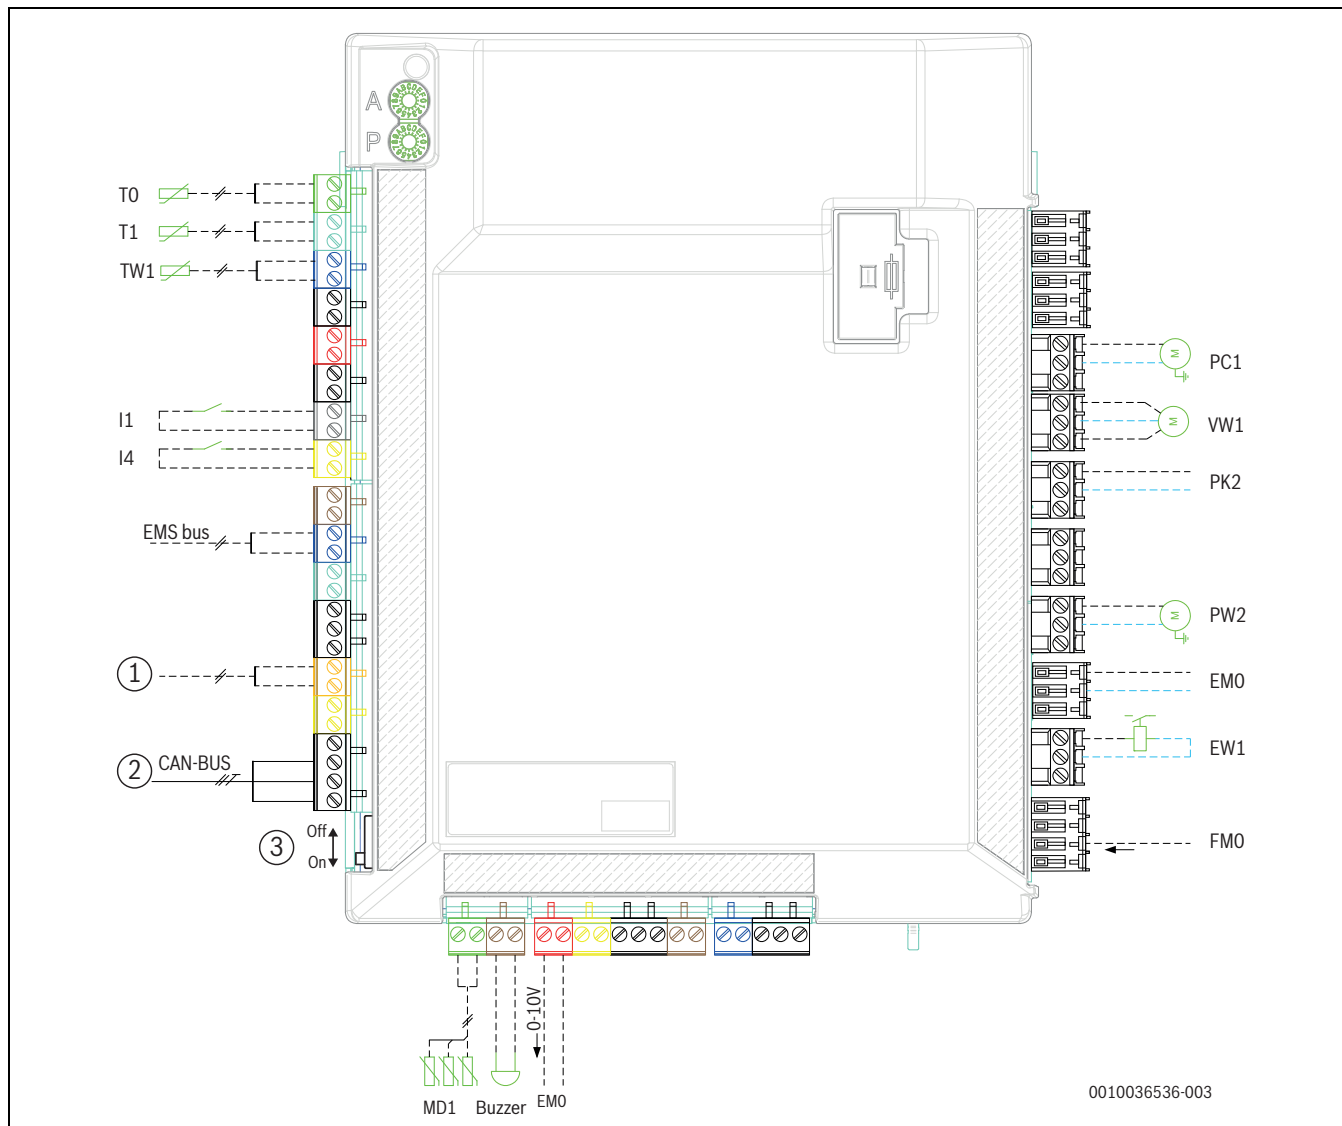 A
P
T0
T1
TW1
I1
I4
EMS bus
1
2 CAN-BUS
3 Off
On
PC1
M
VW1
M
PK2
PW2
M
EM0
EW1
FM0
0-10V
MD1 Buzzer EM0
0010036536-003